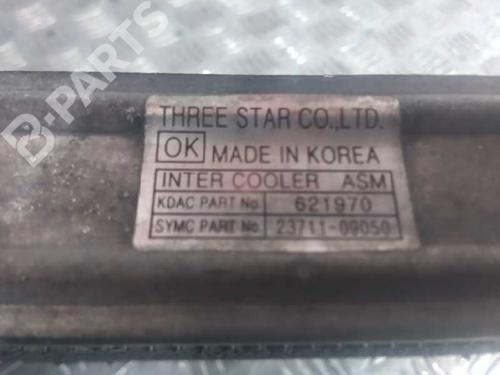 B-PARTS
THREE STAR CO.,LTD.
OK MADE IN KOREA
INTER COOLER ASM
KDAC PART No. 621970
SYMC PART No. 23711-09050